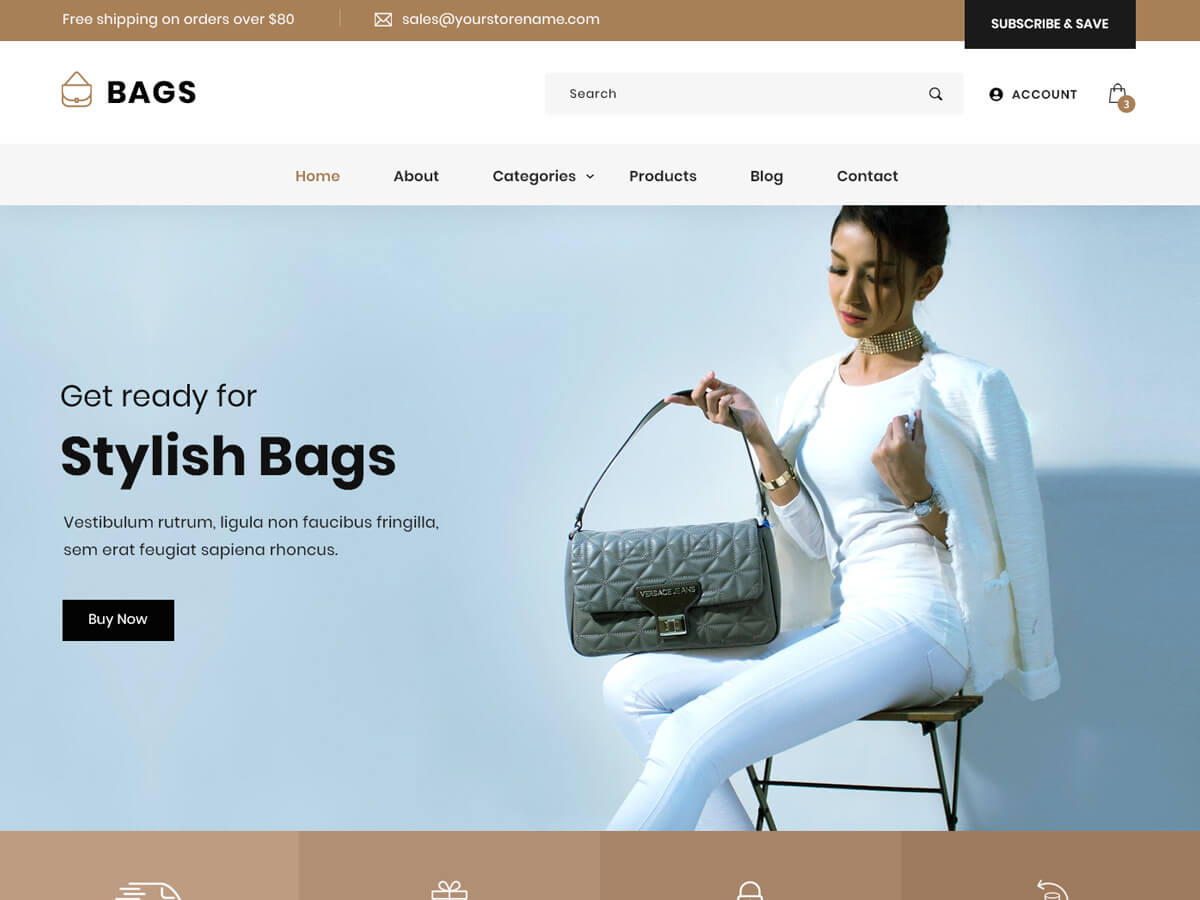 Free shipping on orders over $80
sales@yourstorename.com
SUBSCRIBE & SAVE
BAGS
Search
ACCOUNT
3
Home
About
Categories
Products
Blog
Contact
Get ready for
Stylish Bags
Vestibulum rutrum, ligula non faucibus fringilla,
sem erat feugiat sapiena rhoncus.
Buy Now
VERSACE JEANS